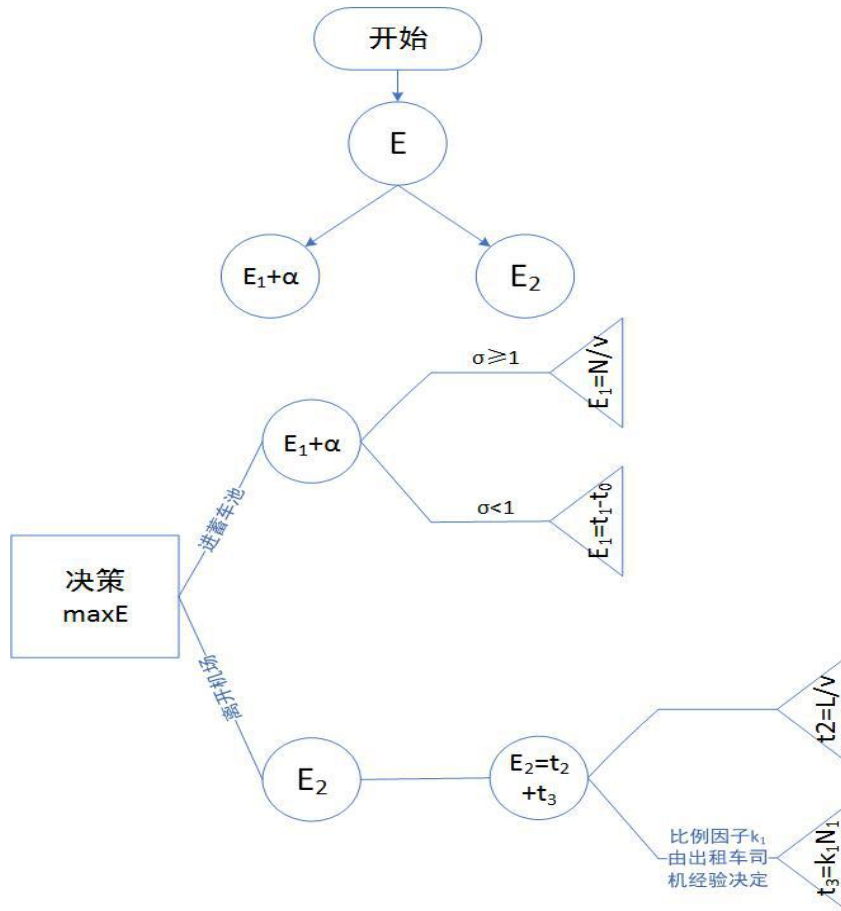 开始
E
E₁+α
E₂
σ≥1
E₁=N/v
E₁+α
进蓄车池
σ<1
E₁=t₁-t₀
决策
maxE
离开机场
E₂
E₂=t₂
+t₃
t2=L/v
比例因子k₁
由出租车司
机经验决定
t₃=k₁N₁